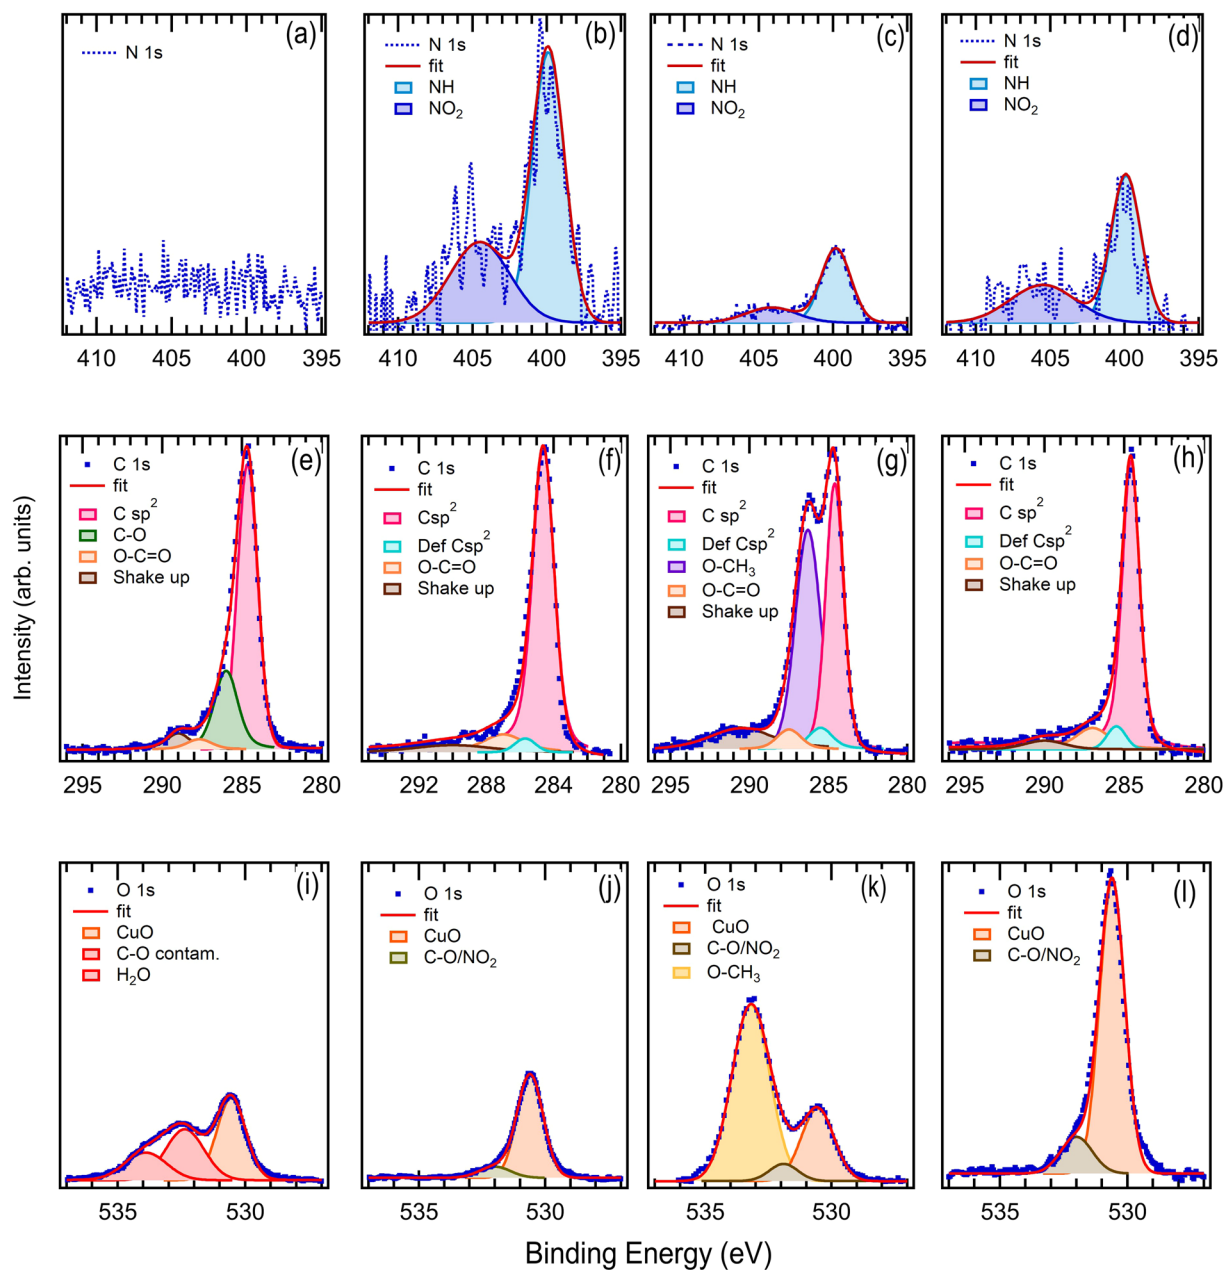 (a)
N 1s
410 405 400 395
(b)
N 1s
fit
NH
NO₂
410 405 400 395
(c)
N 1s
fit
NH
NO₂
410 405 400 395
(d)
N 1s
fit
NH
NO₂
410 405 400 395
Intensity (arb. units)
(e)
C 1s
fit
C sp²
C-O
O-C=O
Shake up
295 290 285 280
(f)
C 1s
fit
Csp²
Def Csp²
O-C=O
Shake up
292 288 284 280
(g)
C 1s
fit
C sp²
Def Csp²
O-CH₃
O-C=O
Shake up
295 290 285 280
(h)
C 1s
fit
C sp²
Def Csp²
O-C=O
Shake up
295 290 285 280
(i)
O 1s
fit
CuO
C-O contam.
H₂O
535 530
(j)
O 1s
fit
CuO
C-O/NO₂
535 530
(k)
O 1s
fit
CuO
C-O/NO₂
O-CH₃
535 530
(l)
O 1s
fit
CuO
C-O/NO₂
535 530
Binding Energy (eV)